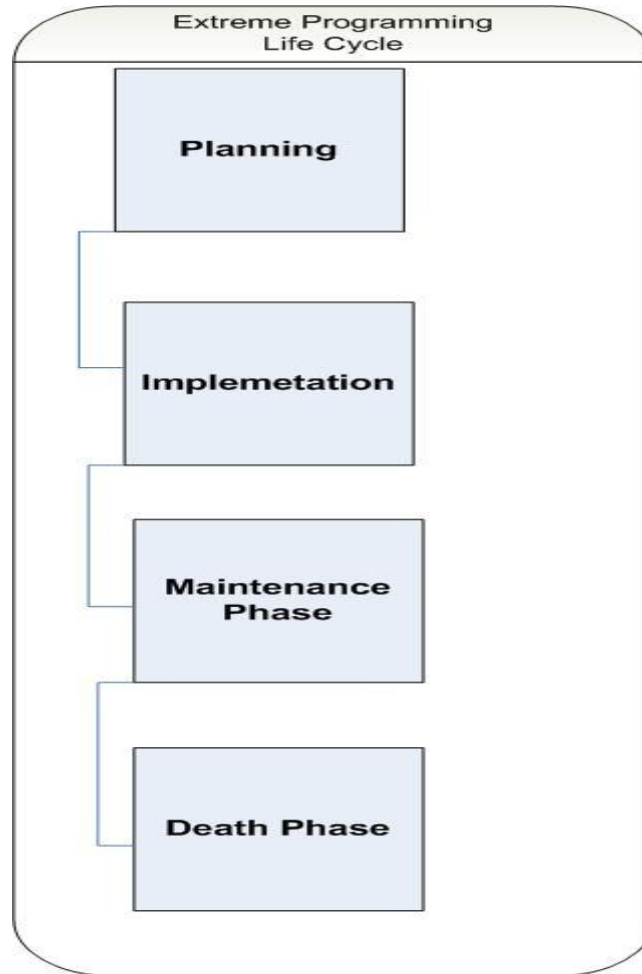 Extreme Programming
Life Cycle
Planning
Implemetation
Maintenance
Phase
Death Phase